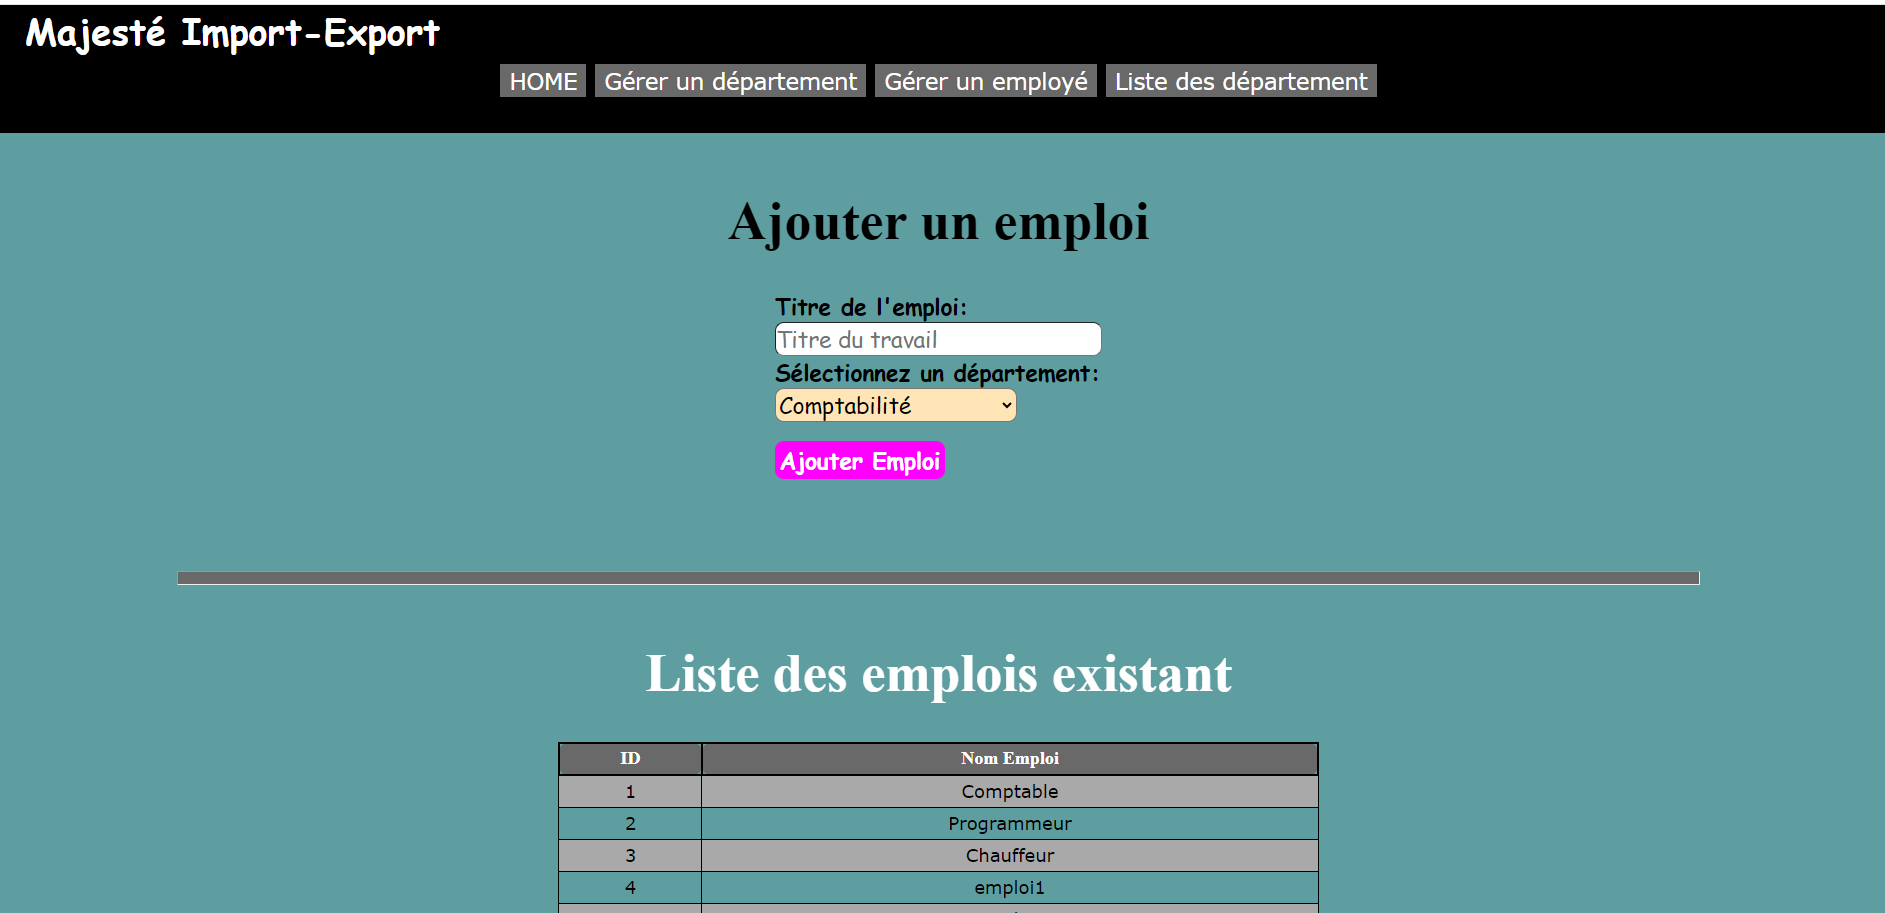 Majesté Import-Export
HOME Gérer un département Gérer un employé Liste des département
Ajouter un emploi
Titre de l'emploi:
Titre du travail
Sélectionnez un département:
Comptabilité
Ajouter Emploi
Liste des emplois existant
ID Nom Emploi
1 Comptable
2 Programmeur
3 Chauffeur
4 emploi1